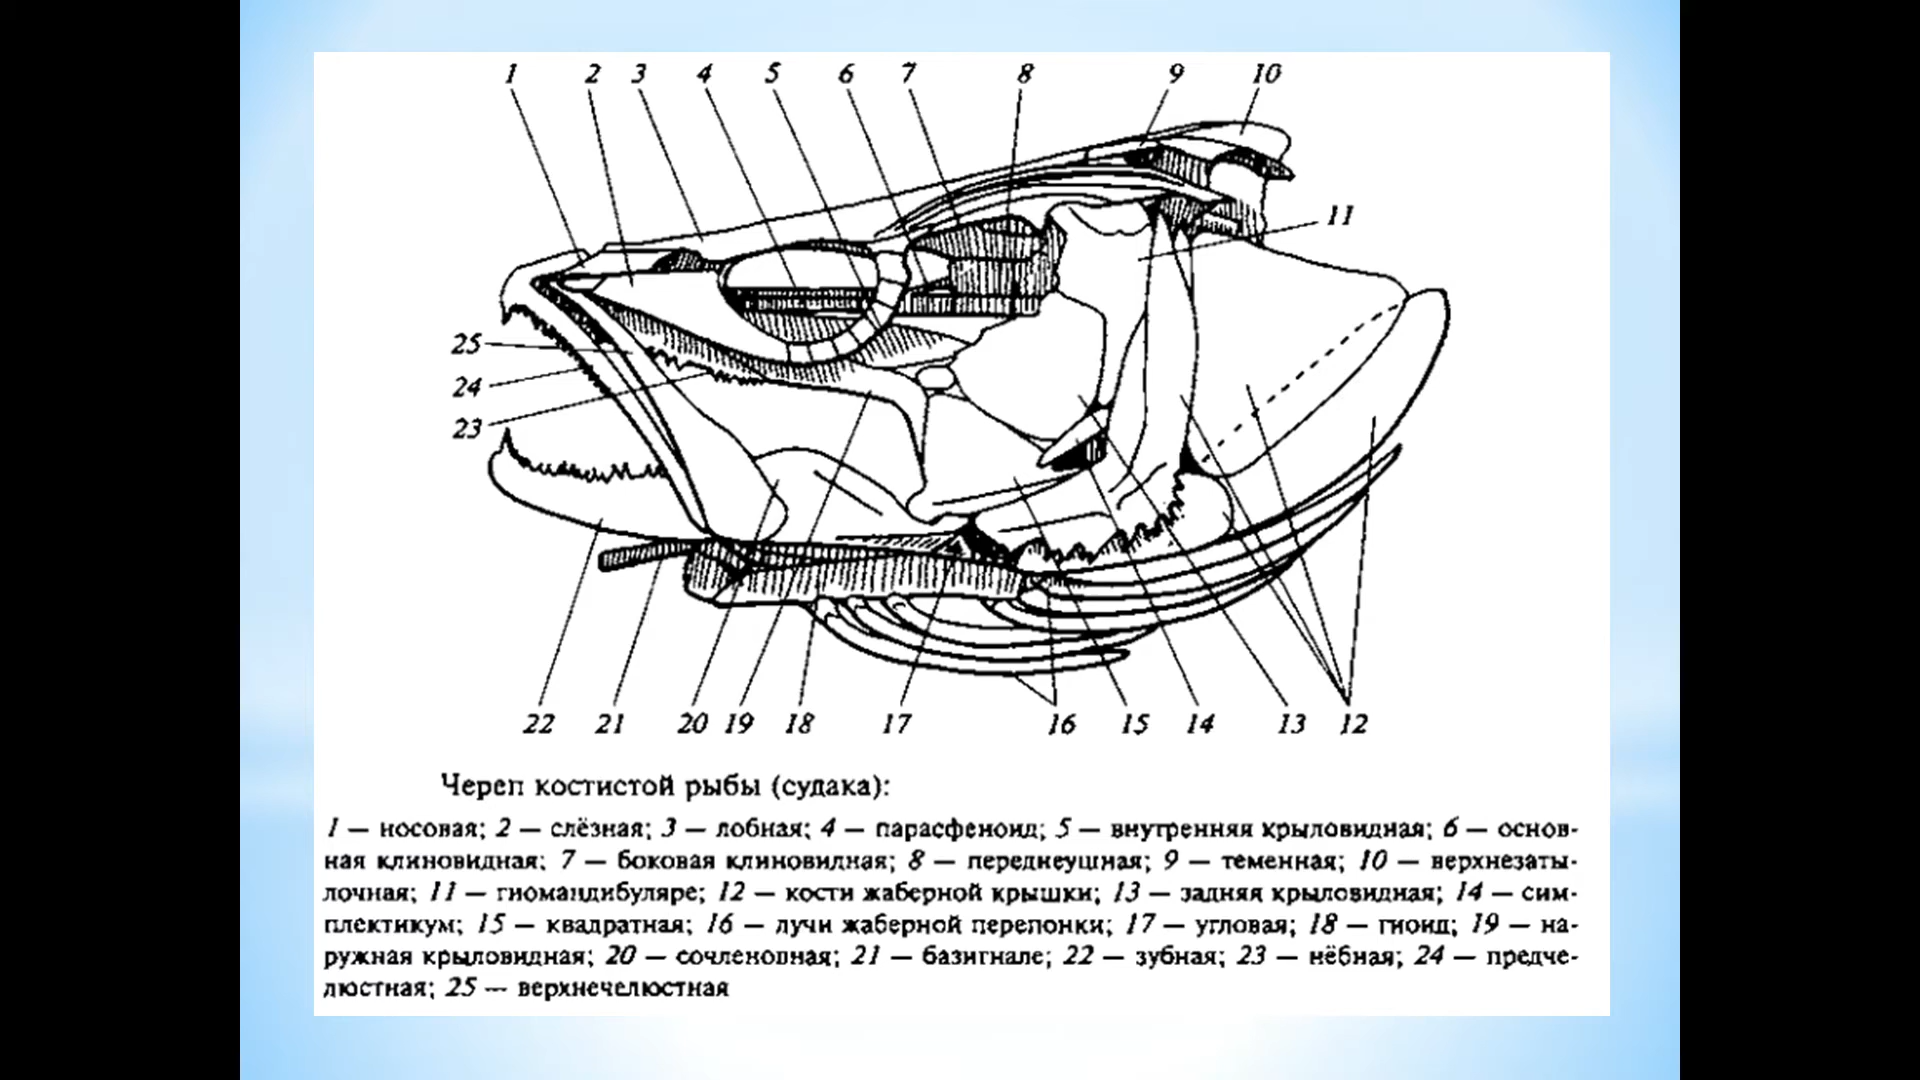 1 2 3 4 5 6 7 8 9 10
11
25
24
23
22 21 20 19 18 17 16 15 14 13 12
Череп костистой рыбы (судака):
1 — носовая; 2 — слёзная; 3 — лобная; 4 — парасфеноид; 5 — внутренняя крыловидная; 6 — основ-
ная клиновидная; 7 — боковая клиновидная; 8 — переднеушная; 9 — теменная; 10 — верхнезаты-
лочная; 11 — гиомандибуляре; 12 — кости жаберной крышки; 13 — задняя крыловидная; 14 — сим-
плектикум; 15 — квадратная; 16 — лучи жаберной перепонки; 17 — угловая; 18 — гиоид; 19 — на-
ружная крыловидная; 20 — сочленовная; 21 — базигиале; 22 — зубная; 23 — нёбная; 24 — предче-
люстная; 25 — верхнечелюстная